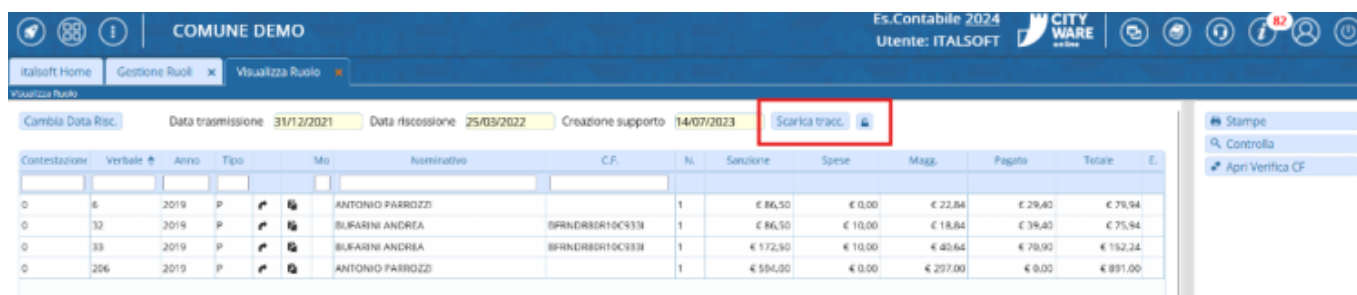 COMUNE DEMO
Es.Contabile 2024
Utente: ITALSOFT
CITY
WARE
online
82
italsoft Home Gestione Ruoli × Visualizza Ruolo ×
Visualizza Ruolo
Cambia Data Risc. Data trasmissione 31/12/2021 Data riscossione 25/03/2022 Creazione supporto 14/07/2023 Scarica tracc.
Stampe
Controlla
Apri Verifica CF
Contestazione Verbale Anno Tipo Mo Nominativo C.F. N. Sanzione Spese Magg. Pagato Totale E.
0 6 2019 P ANTONIO PARROZZI 1 € 86,50 € 0,00 € 22,84 € 29,40 € 79,94
0 32 2019 P BUFARINI ANDREA BFRNDR80R10C933I 1 € 86,50 € 10,00 € 18,84 € 39,40 € 75,94
0 33 2019 P BUFARINI ANDREA BFRNDR80R10C933I 1 € 172,50 € 10,00 € 40,64 € 70,90 € 152,24
0 206 2019 P ANTONIO PARROZZI 1 € 594,00 € 0,00 € 297,00 € 0,00 € 891,00